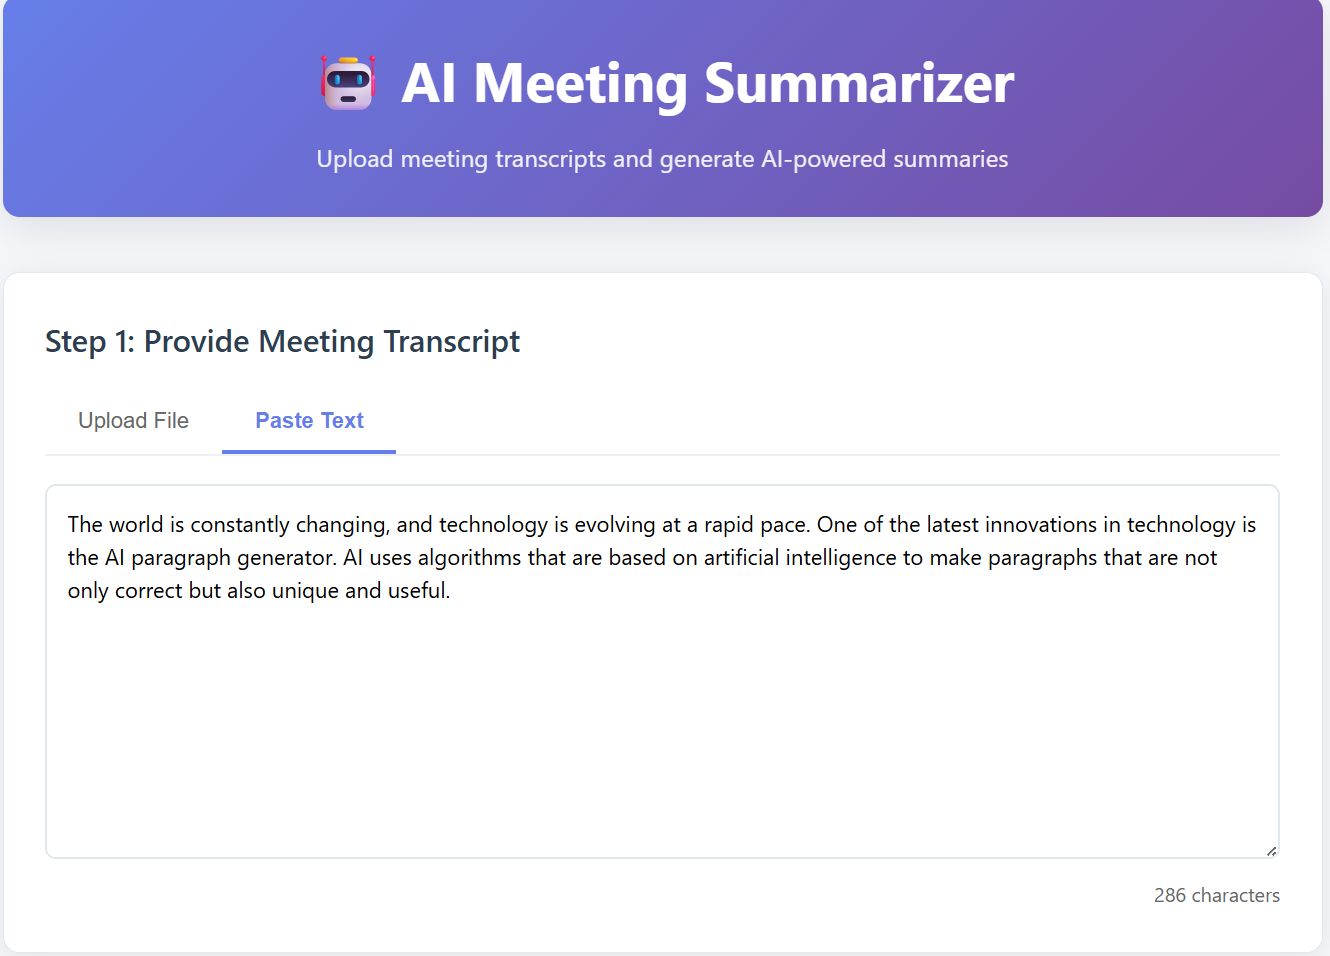 AI Meeting Summarizer
Upload meeting transcripts and generate AI-powered summaries
Step 1: Provide Meeting Transcript
Upload File
Paste Text
The world is constantly changing, and technology is evolving at a rapid pace. One of the latest innovations in technology is
the AI paragraph generator. AI uses algorithms that are based on artificial intelligence to make paragraphs that are not
only correct but also unique and useful.
286 characters